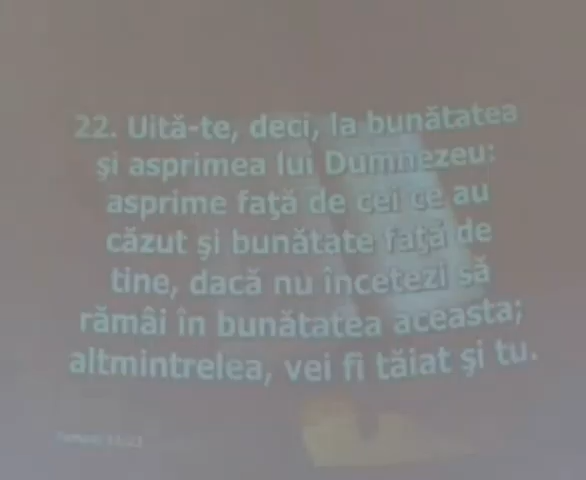 22. Uită-te, deci, la bunătatea
şi asprimea lui Dumnezeu:
asprime faţă de cei ce au
căzut şi bunătate faţă de
tine, dacă nu încetezi să
rămâi în bunătatea aceasta;
altmintrelea, vei fi tăiat şi tu.